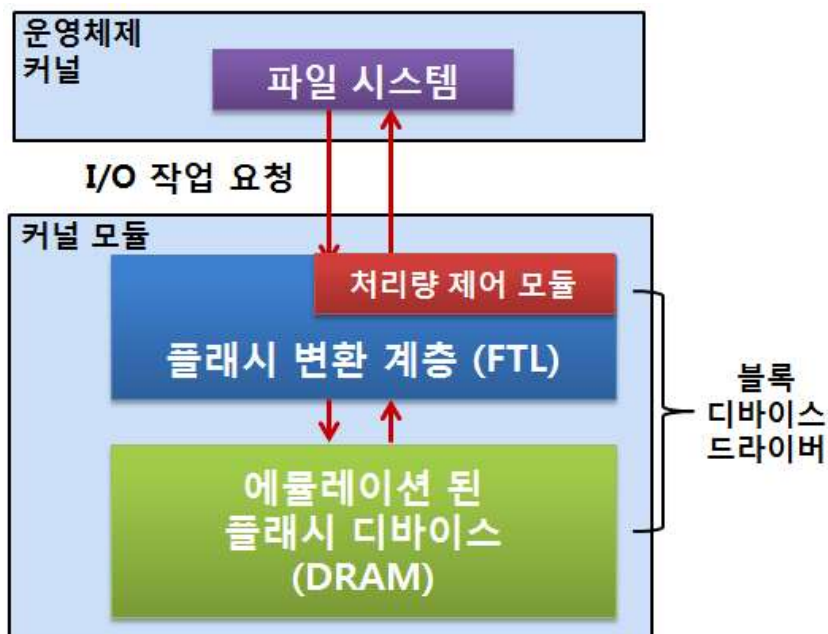 운영체제
커널
파일 시스템
I/O 작업 요청
커널 모듈
처리량 제어 모듈
플래시 변환 계층 (FTL)
에뮬레이션 된
플래시 디바이스
(DRAM)
블록
디바이스
드라이버